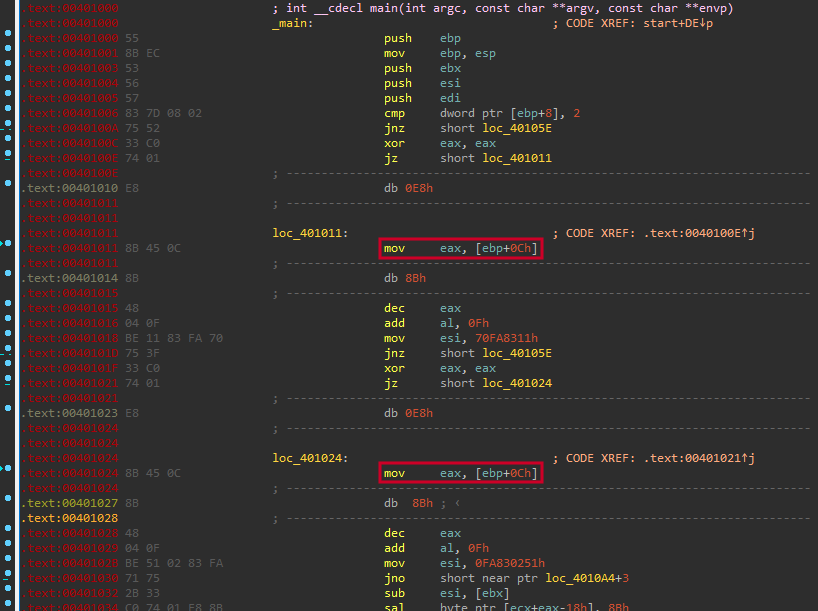 .text:00401000 ; int __cdecl main(int argc, const char **argv, const char **envp)
.text:00401000 _main: ; CODE XREF: start+DE↓p
.text:00401000 55 push ebp
.text:00401001 8B EC mov ebp, esp
.text:00401003 53 push ebx
.text:00401004 56 push esi
.text:00401005 57 push edi
.text:00401006 83 7D 08 02 cmp dword ptr [ebp+8], 2
.text:0040100A 75 52 jnz short loc_40105E
.text:0040100C 33 C0 xor eax, eax
.text:0040100E 74 01 jz short loc_401011
.text:0040100E ; ---------------------------------------------------------------------------
.text:00401010 E8 db 0E8h
.text:00401011 ; ---------------------------------------------------------------------------
.text:00401011
.text:00401011 loc_401011: ; CODE XREF: .text:0040100E↑j
.text:00401011 8B 45 0C mov eax, [ebp+0Ch]
.text:00401011 ; ---------------------------------------------------------------------------
.text:00401014 8B db 8Bh
.text:00401015 ; ---------------------------------------------------------------------------
.text:00401015 48 dec eax
.text:00401016 04 0F add al, 0Fh
.text:00401018 BE 11 83 FA 70 mov esi, 70FA8311h
.text:0040101D 75 3F jnz short loc_40105E
.text:0040101F 33 C0 xor eax, eax
.text:00401021 74 01 jz short loc_401024
.text:00401021 ; ---------------------------------------------------------------------------
.text:00401023 E8 db 0E8h
.text:00401024 ; ---------------------------------------------------------------------------
.text:00401024
.text:00401024 loc_401024: ; CODE XREF: .text:00401021↑j
.text:00401024 8B 45 0C mov eax, [ebp+0Ch]
.text:00401024 ; ---------------------------------------------------------------------------
.text:00401027 8B db 8Bh ; ‹
.text:00401028 ; ---------------------------------------------------------------------------
.text:00401028 48 dec eax
.text:00401029 04 0F add al, 0Fh
.text:0040102B BE 51 02 83 FA mov esi, 0FA830251h
.text:00401030 71 75 jno short near ptr loc_4010A4+3
.text:00401032 2B 33 sub esi, [ebx]
.text:00401034 C0 74 01 E8 8B sal byte ptr [ecx+eax-18h], 8Bh